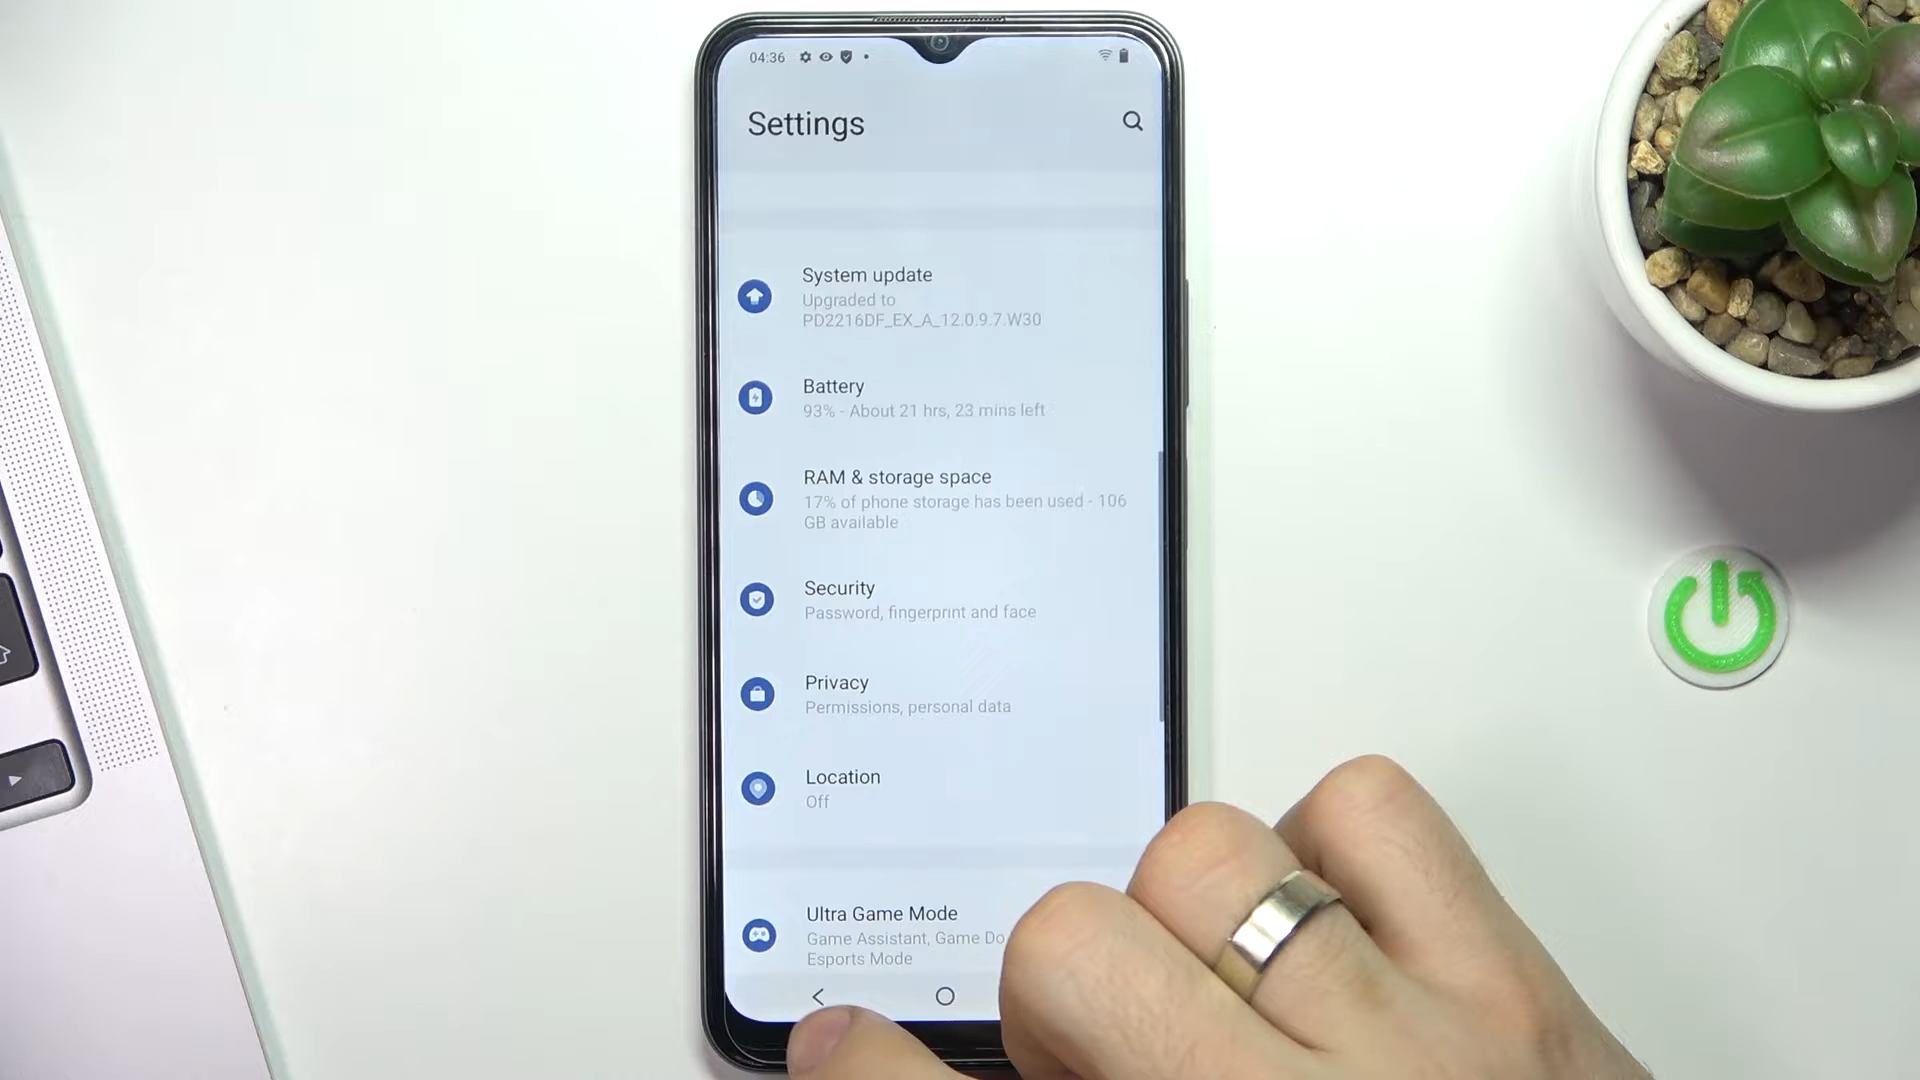 04:36
Settings
System update
Upgraded to
PD2216DF_EX_A_12.0.9.7.W30
Battery
93% - About 21 hrs, 23 mins left
RAM & storage space
17% of phone storage has been used - 106
GB available
Security
Password, fingerprint and face
Privacy
Permissions, personal data
Location
Off
Ultra Game Mode
Game Assistant, Game Do
Esports Mode